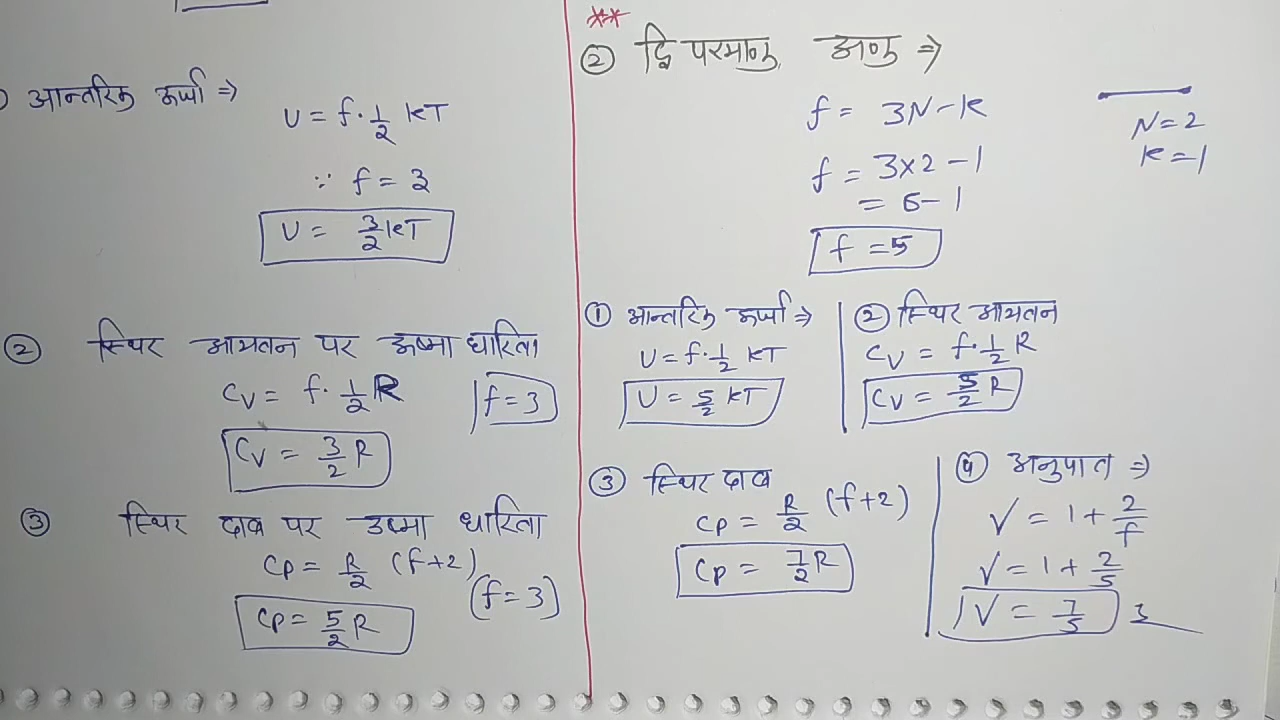 आन्तरिक ऊर्जा ⇒
U = f · 1/2 kT
∵ f = 3
U = 3/2 kT
② स्थिर आयतन पर ऊष्मा धारिता
Cv = f · 1/2 R
f = 3
Cv = 3/2 R
③ स्थिर दाब पर उष्मा धारिता
Cp = R/2 (f+2)
(f = 3)
Cp = 5/2 R
**
② द्वि परमाणु अणु ⇒
f = 3N - k
N = 2
k = 1
f = 3×2 - 1
= 6 - 1
f = 5
① आन्तरिक ऊर्जा ⇒
U = f · 1/2 kT
U = 5/2 kT
② स्थिर आयतन
Cv = f · 1/2 R
Cv = 5/2 R
③ स्थिर दाब
Cp = R/2 (f+2)
Cp = 7/2 R
④ अनुपात ⇒
γ = 1 + 2/f
γ = 1 + 2/5
γ = 7/5